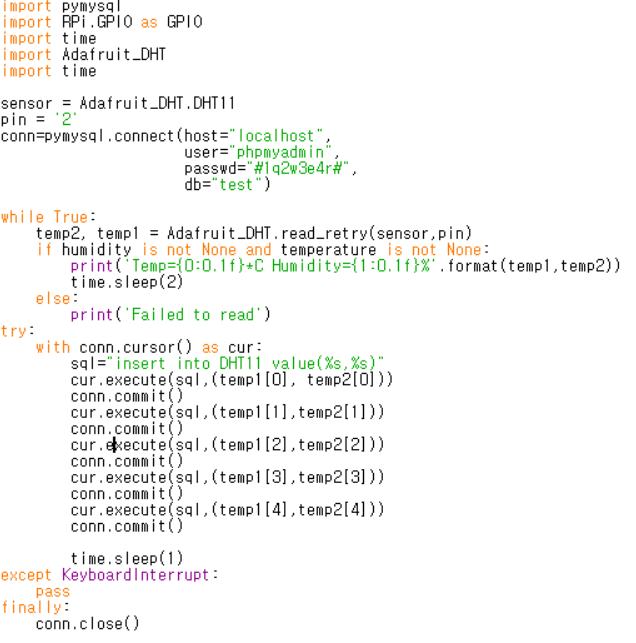 import pymysql
import RPi.GPIO as GPIO
import time
import Adafruit_DHT
import time

sensor = Adafruit_DHT.DHT11
pin = '2'
conn=pymysql.connect(host="localhost",
                     user="phpmyadmin",
                     passwd="#1q2w3e4r#",
                     db="test")

while True:
    temp2, temp1 = Adafruit_DHT.read_retry(sensor,pin)
    if humidity is not None and temperature is not None:
        print('Temp={0:0.1f}*C Humidity={1:0.1f}%'.format(temp1,temp2))
        time.sleep(2)
    else:
        print('Failed to read')
try:
    with conn.cursor() as cur:
        sql="insert into DHT11 value(%s,%s)"
        cur.execute(sql,(temp1[0], temp2[0]))
        conn.commit()
        cur.execute(sql,(temp1[1],temp2[1]))
        conn.commit()
        cur.execute(sql,(temp1[2],temp2[2]))
        conn.commit()
        cur.execute(sql,(temp1[3],temp2[3]))
        conn.commit()
        cur.execute(sql,(temp1[4],temp2[4]))
        conn.commit()

        time.sleep(1)
except KeyboardInterrupt:
    pass
finally:
    conn.close()